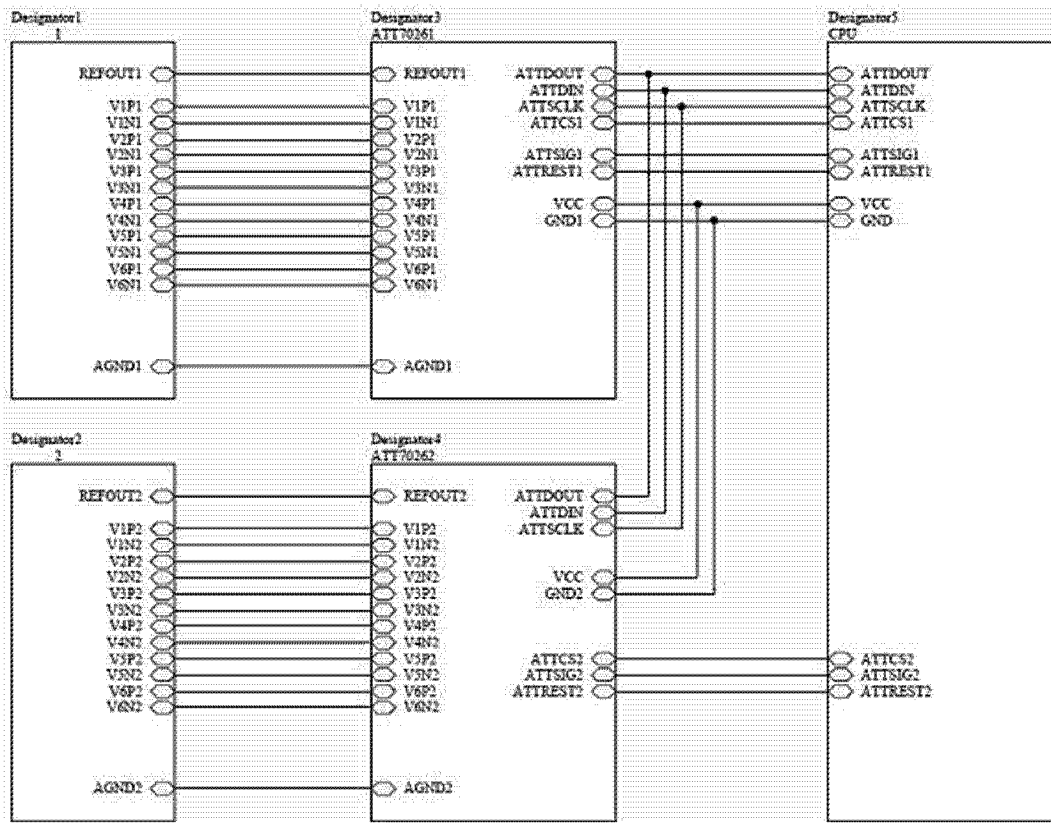 Designator1
1
REFOUT1
V1P1
V1N1
V2P1
V2N1
V3P1
V3N1
V4P1
V4N1
V5P1
V5N1
V6P1
V6N1
AGND1
Designator3
ATT70261
REFOUT1
V1P1
V1N1
V2P1
V2N1
V3P1
V3N1
V4P1
V4N1
V5P1
V5N1
V6P1
V6N1
AGND1
ATTDOUT
ATTDIN
ATTSCLK
ATTCS1
ATTSIG1
ATTREST1
VCC
GND1
Designator5
CPU
ATTDOUT
ATTDIN
ATTSCLK
ATTCS1
ATTSIG1
ATTREST1
VCC
GND
ATTCS2
ATTSIG2
ATTREST2
Designator2
2
REFOUT2
V1P2
V1N2
V2P2
V2N2
V3P2
V3N2
V4P2
V4N2
V5P2
V5N2
V6P2
V6N2
AGND2
Designator4
ATT70262
REFOUT2
V1P2
V1N2
V2P2
V2N2
V3P2
V3N2
V4P2
V4N2
V5P2
V5N2
V6P2
V6N2
AGND2
ATTDOUT
ATTDIN
ATTSCLK
VCC
GND2
ATTCS2
ATTSIG2
ATTREST2